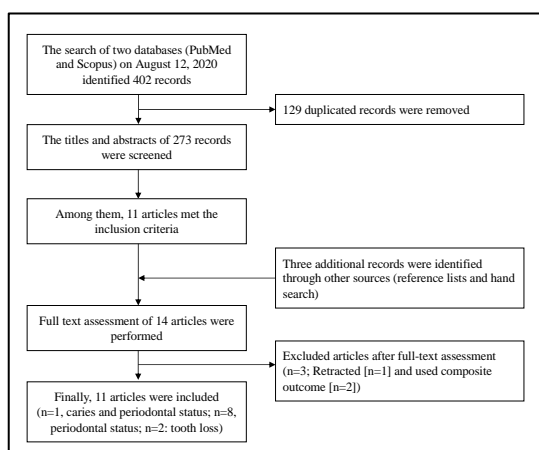 The search of two databases (PubMed
and Scopus) on August 12, 2020
identified 402 records
129 duplicated records were removed
The titles and abstracts of 273 records
were screened
Among them, 11 articles met the
inclusion criteria
Three additional records were identified
through other sources (reference lists and hand
search)
Full text assessment of 14 articles were
performed
Excluded articles after full-text assessment
(n=3; Retracted [n=1] and used composite
outcome [n=2])
Finally, 11 articles were included
(n=1, caries and periodontal status; n=8,
periodontal status; n=2: tooth loss)